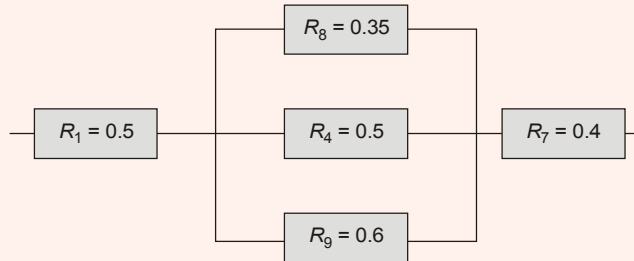 R₈ = 0.35
R₁ = 0.5
R₄ = 0.5
R₇ = 0.4
R₉ = 0.6